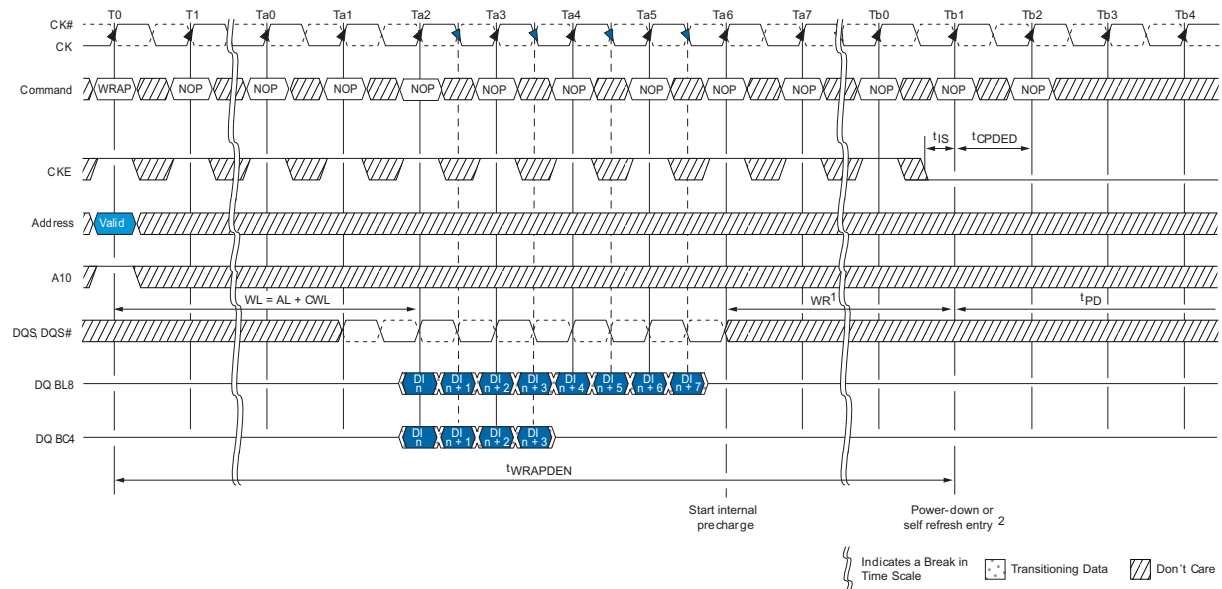 T0 T1 Ta0 Ta1 Ta2 Ta3 Ta4 Ta5 Ta6 Ta7 Tb0 Tb1 Tb2 Tb3 Tb4
CK#
CK
Command WRAP NOP NOP NOP NOP NOP NOP NOP NOP NOP NOP NOP NOP
tIS tCPDED
CKE
Address Valid
A10
WL = AL + CWL WR1 tPD
DQS, DQS#
DQ BL8 DI n DI n + 1 DI n + 2 DI n + 3 DI n + 4 DI n + 5 DI n + 6 DI n + 7
DQ BC4 DI n DI n + 1 DI n + 2 DI n + 3
tWRAPDEN
Start internal
precharge
Power-down or
self refresh entry 2
Indicates a Break in
Time Scale
Transitioning Data
Don't Care